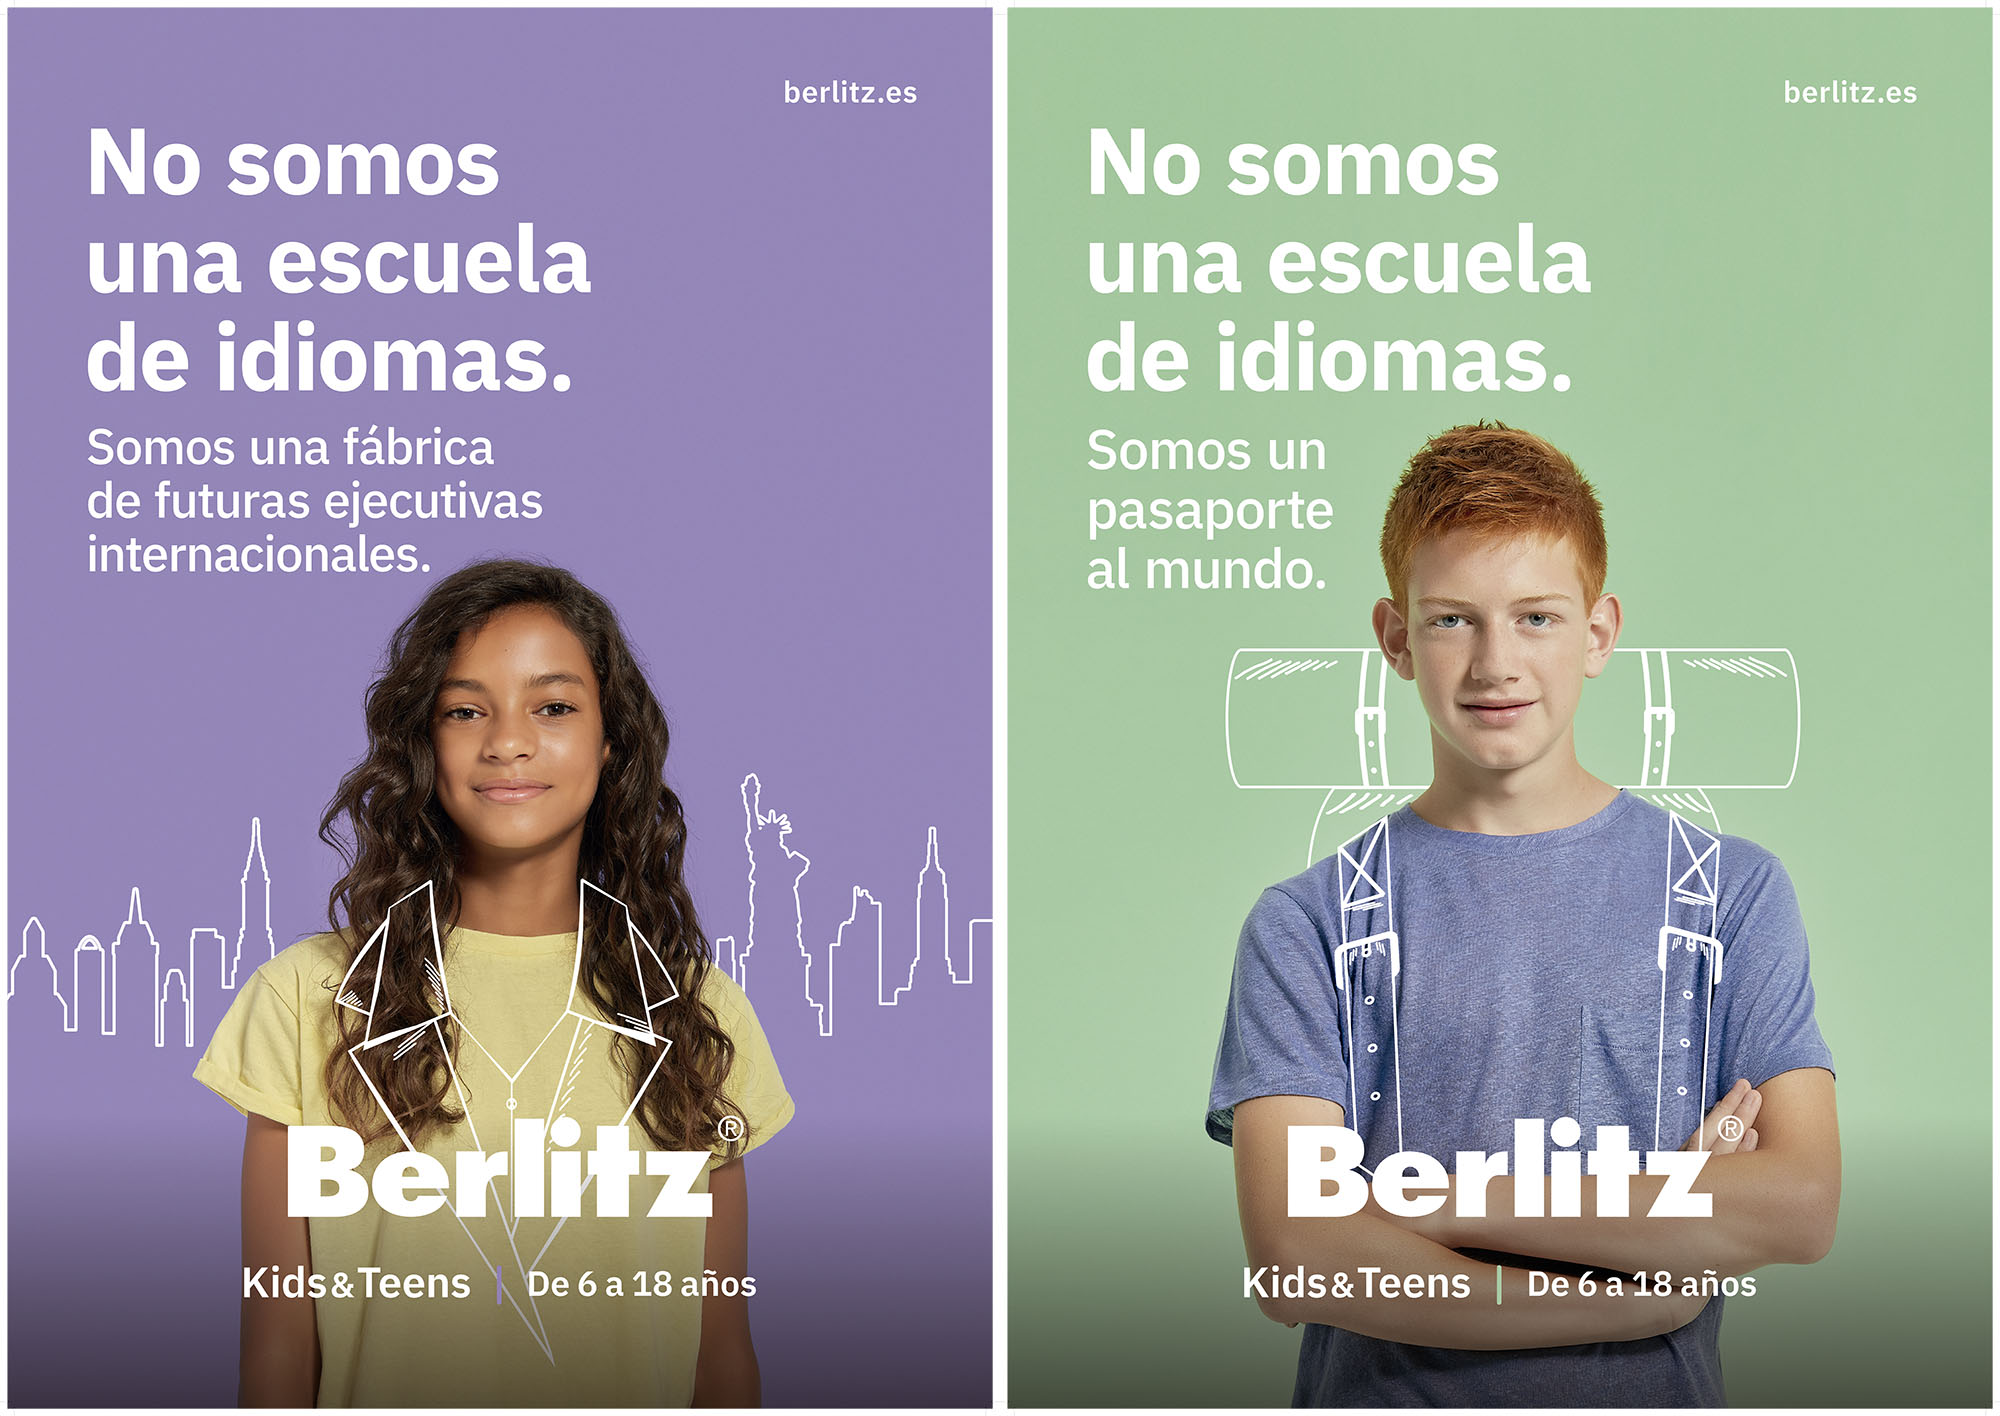 berlitz.es
No somos
una escuela
de idiomas.
Somos una fábrica
de futuras ejecutivas
internacionales.
Berlitz®
Kids&Teens | De 6 a 18 años
berlitz.es
No somos
una escuela
de idiomas.
Somos un
pasaporte
al mundo.
Berlitz®
Kids&Teens | De 6 a 18 años